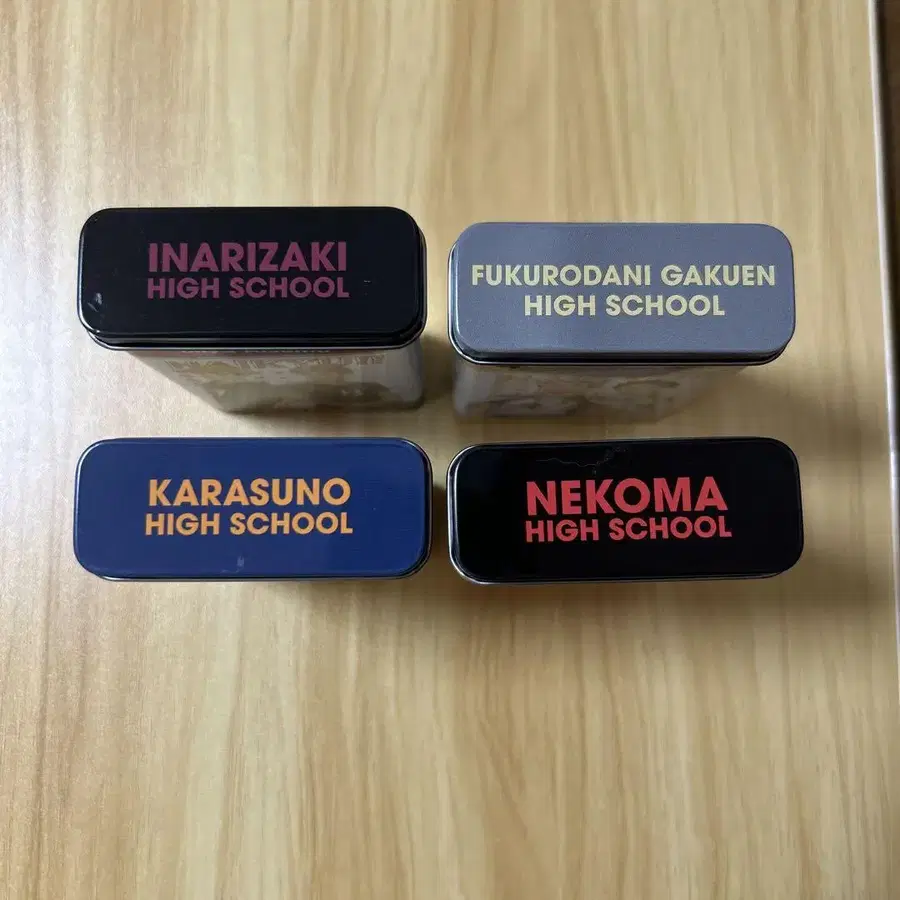 INARIZAKI
HIGH SCHOOL
FUKURODANI GAKUEN
HIGH SCHOOL
KARASUNO
HIGH SCHOOL
NEKOMA
HIGH SCHOOL